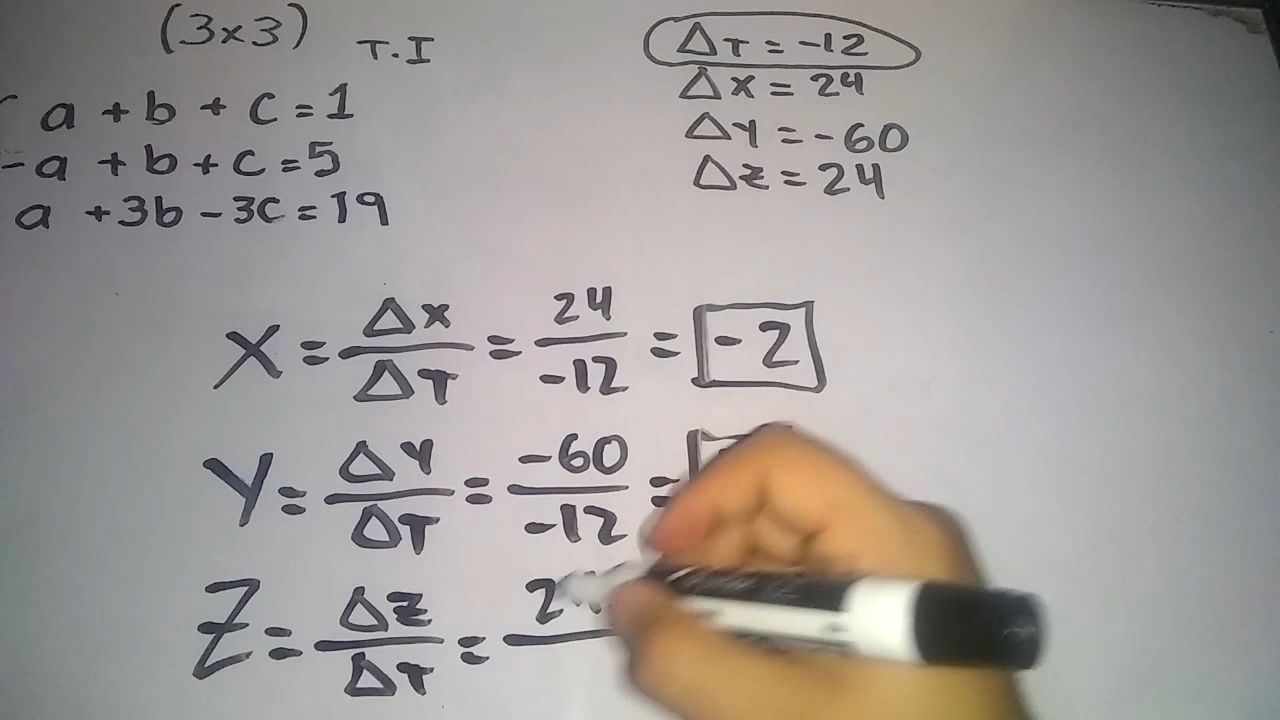 (3x3) T.I
a + b + c = 1
-a + b + c = 5
a + 3b - 3c = 19
ΔT = -12
ΔX = 24
ΔY = -60
ΔZ = 24
X = ΔX/ΔT = 24/-12 = -2
Y = ΔY/ΔT = -60/-12 =
Z = ΔZ/ΔT = 24